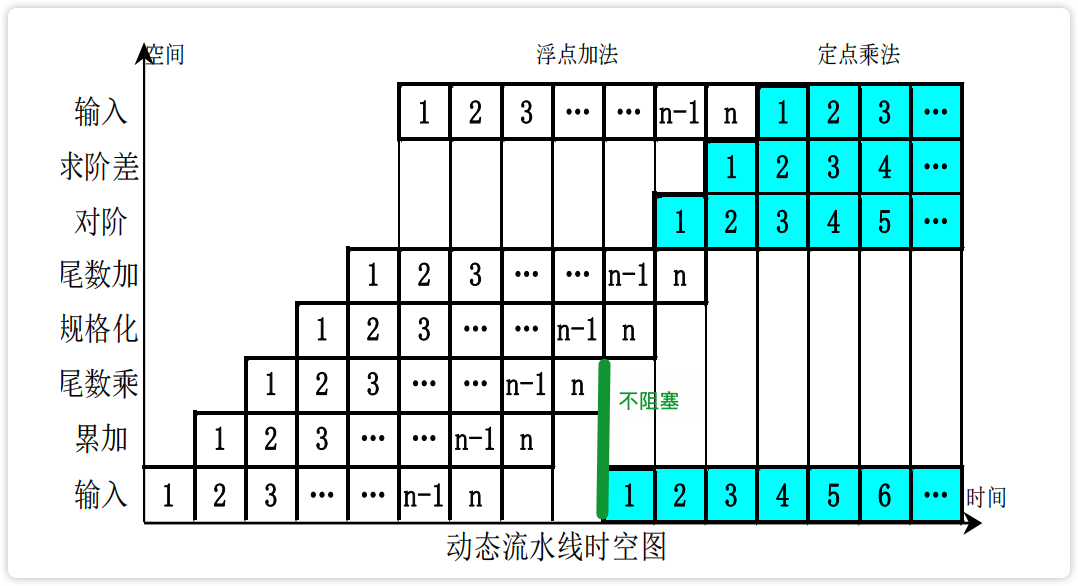 空间 浮点加法 定点乘法
输入 1 2 3 … … n-1 n 1 2 3 …
求阶差 1 2 3 4 …
对阶 1 2 3 4 5 …
尾数加 1 2 3 … … n-1 n
规格化 1 2 3 … … n-1 n
尾数乘 1 2 3 … … n-1 n
不阻塞
累加 1 2 3 … … n-1 n
输入 1 2 3 … … n-1 n 1 2 3 4 5 6 … 时间
动态流水线时空图